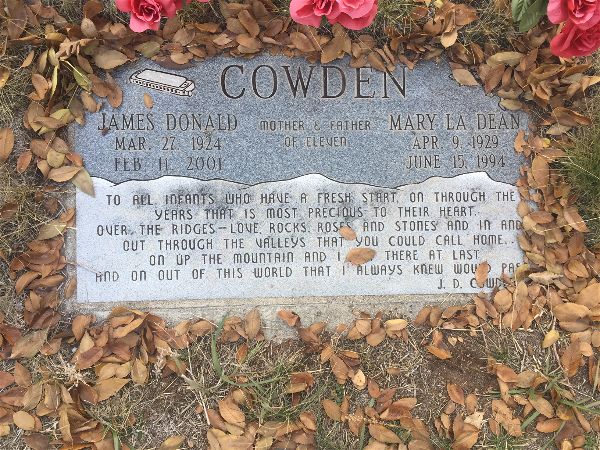 COWDEN
JAMES DONALD
MAR. 27, 1924
FEB. 11, 2001
MOTHER & FATHER
OF ELEVEN
MARY LA DEAN
APR. 9, 1929
JUNE 15, 1994
TO ALL, INFANTS WHO HAVE A FRESH START, ON THROUGH THE
YEARS THAT IS MOST PRECIOUS TO THEIR HEART.
OVER, THE RIDGES-LOVE, ROCKS, ROSES AND STONES AND IN AND
OUT THROUGH THE VALLEYS THAT YOU COULD CALL HOME..
ON UP THE MOUNTAIN AND I THERE AT LAST
AND ON OUT OF THIS WORLD THAT I ALWAYS KNEW
J. D. COWDEN